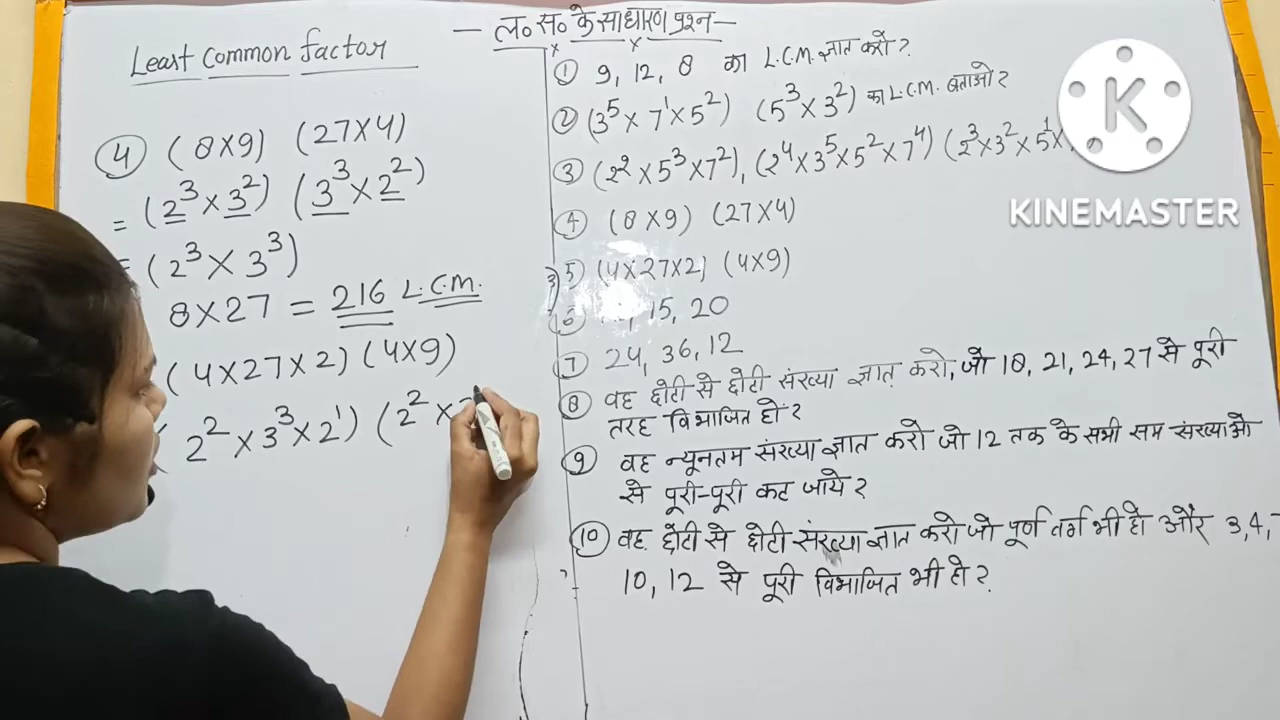 — ल० स० के साधारण प्रश्न —
Least common factor
④ (8×9) (27×4)
= (2³×3²) (3³×2²)
= (2³×3³)
8×27 = 216 L.C.M.
(4×27×2) (4×9)
( 2²×3³×2¹) (2²×
① 9, 12, 8 का L.C.M. ज्ञात करो?
② (3⁵×7¹×5²) (5³×3²) का L.C.M. बताओ?
③ (2²×5³×7²), (2⁴×3⁵×5²×7⁴) (2³×3²×5¹×
④ (8×9) (27×4)
⑤ (4×27×2) (4×9)
⑥ , 15, 20
⑦ 24, 36, 12
⑧ वह छोटी से छोटी संख्या ज्ञात करो, जो 18, 21, 24, 27 से पूरी
तरह विभाजित हो?
⑨ वह न्यूनतम संख्या ज्ञात करो जो 12 तक के सभी सम संख्याओ
से पूरी-पूरी कट जाये?
⑩ वह छोटी से छोटी संख्या ज्ञात करो जो पूर्ण वर्ग भी हो और 3, 4,
10, 12 से पूरी विभाजित भी हो?
K
KINEMASTER